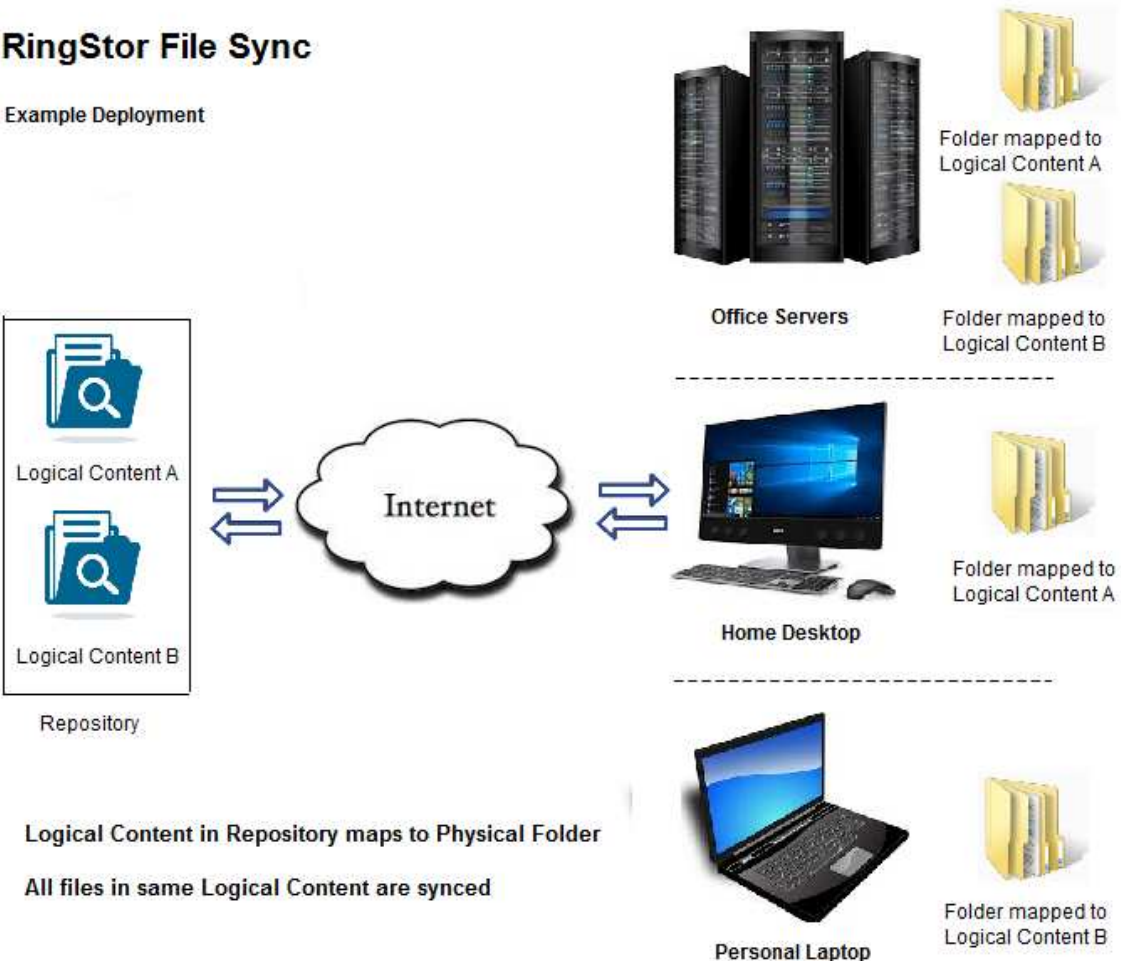 RingStor File Sync
Example Deployment
Folder mapped to
Logical Content A
Office Servers
Folder mapped to
Logical Content B
Logical Content A
Internet
Folder mapped to
Logical Content A
Home Desktop
Logical Content B
Repository
Logical Content in Repository maps to Physical Folder
All files in same Logical Content are synced
Folder mapped to
Logical Content B
Personal Laptop